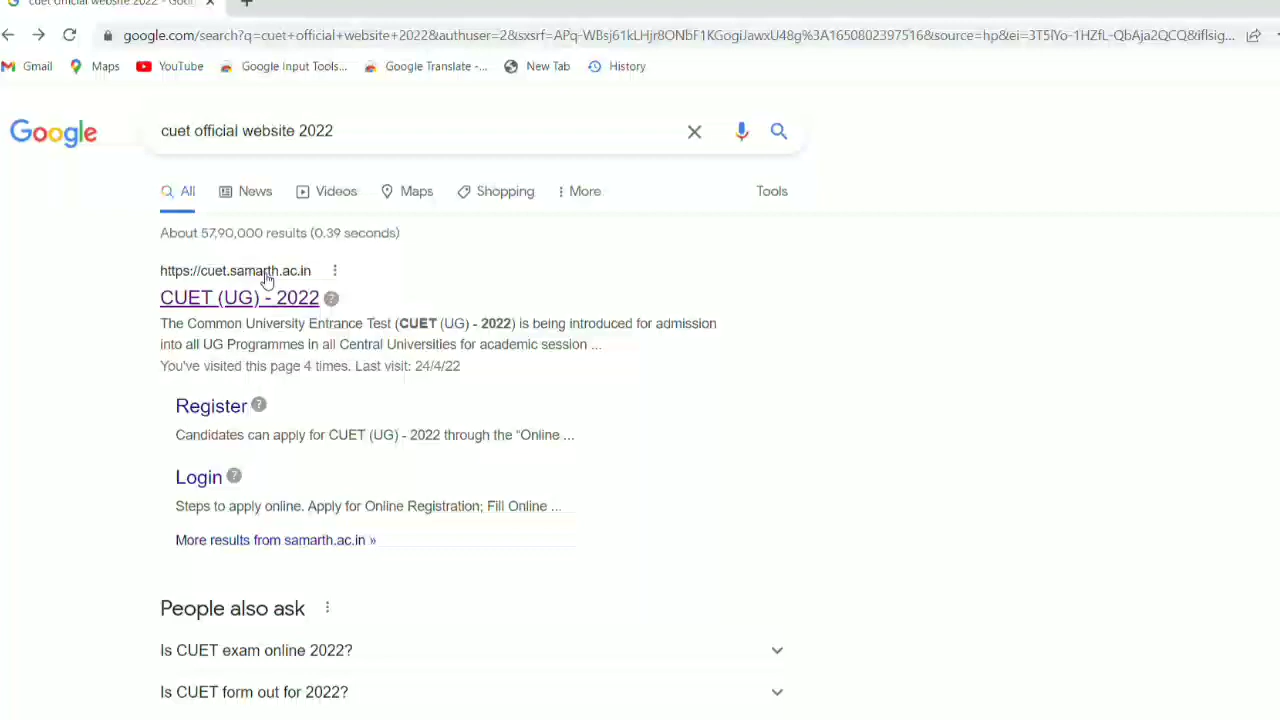 cuet official website 2022 - Goo
google.com/search?q=cuet+official+website+2022&authuser=2&sxsrf=APq-WBsj61kLHjr8ONbF1KGogiJawxU48g%3A1650802397516&source=hp&ei=3T5lYo-1HZfL-QbAja2QCQ&iflsig...
Gmail Maps YouTube Google Input Tools... Google Translate -... New Tab History
Google cuet official website 2022
All News Videos Maps Shopping More Tools
About 57,90,000 results (0.39 seconds)
https://cuet.samarth.ac.in
CUET (UG) - 2022
The Common University Entrance Test (CUET (UG) - 2022) is being introduced for admission
into all UG Programmes in all Central Universities for academic session ...
You've visited this page 4 times. Last visit: 24/4/22
Register
Candidates can apply for CUET (UG) - 2022 through the “Online ...
Login
Steps to apply online. Apply for Online Registration; Fill Online ...
More results from samarth.ac.in »
People also ask
Is CUET exam online 2022?
Is CUET form out for 2022?